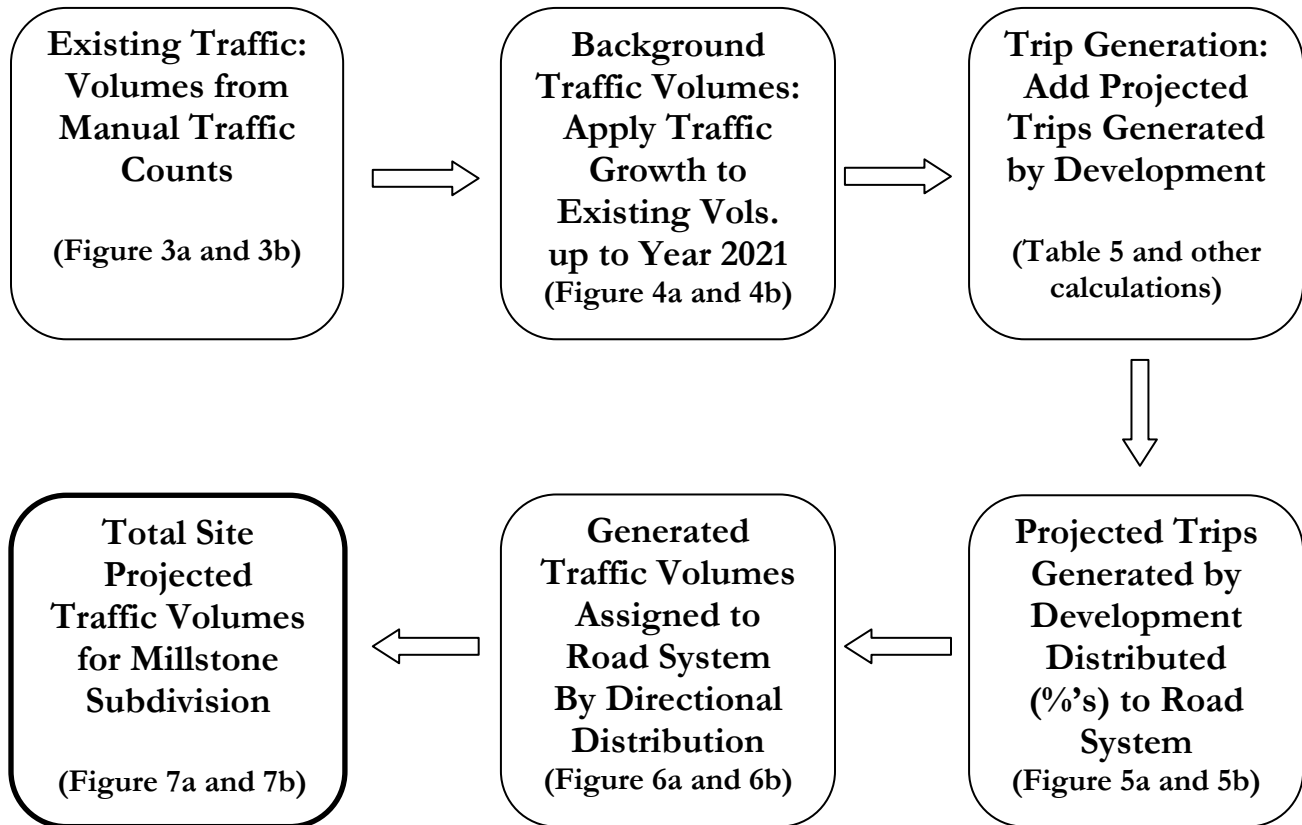 Existing Traffic:
Volumes from
Manual Traffic
Counts
(Figure 3a and 3b)
Background
Traffic Volumes:
Apply Traffic
Growth to
Existing Vols.
up to Year 2021
(Figure 4a and 4b)
Trip Generation:
Add Projected
Trips Generated
by Development
(Table 5 and other
calculations)
Projected Trips
Generated by
Development
Distributed
(%'s) to Road
System
(Figure 5a and 5b)
Generated
Traffic Volumes
Assigned to
Road System
By Directional
Distribution
(Figure 6a and 6b)
Total Site
Projected
Traffic Volumes
for Millstone
Subdivision
(Figure 7a and 7b)